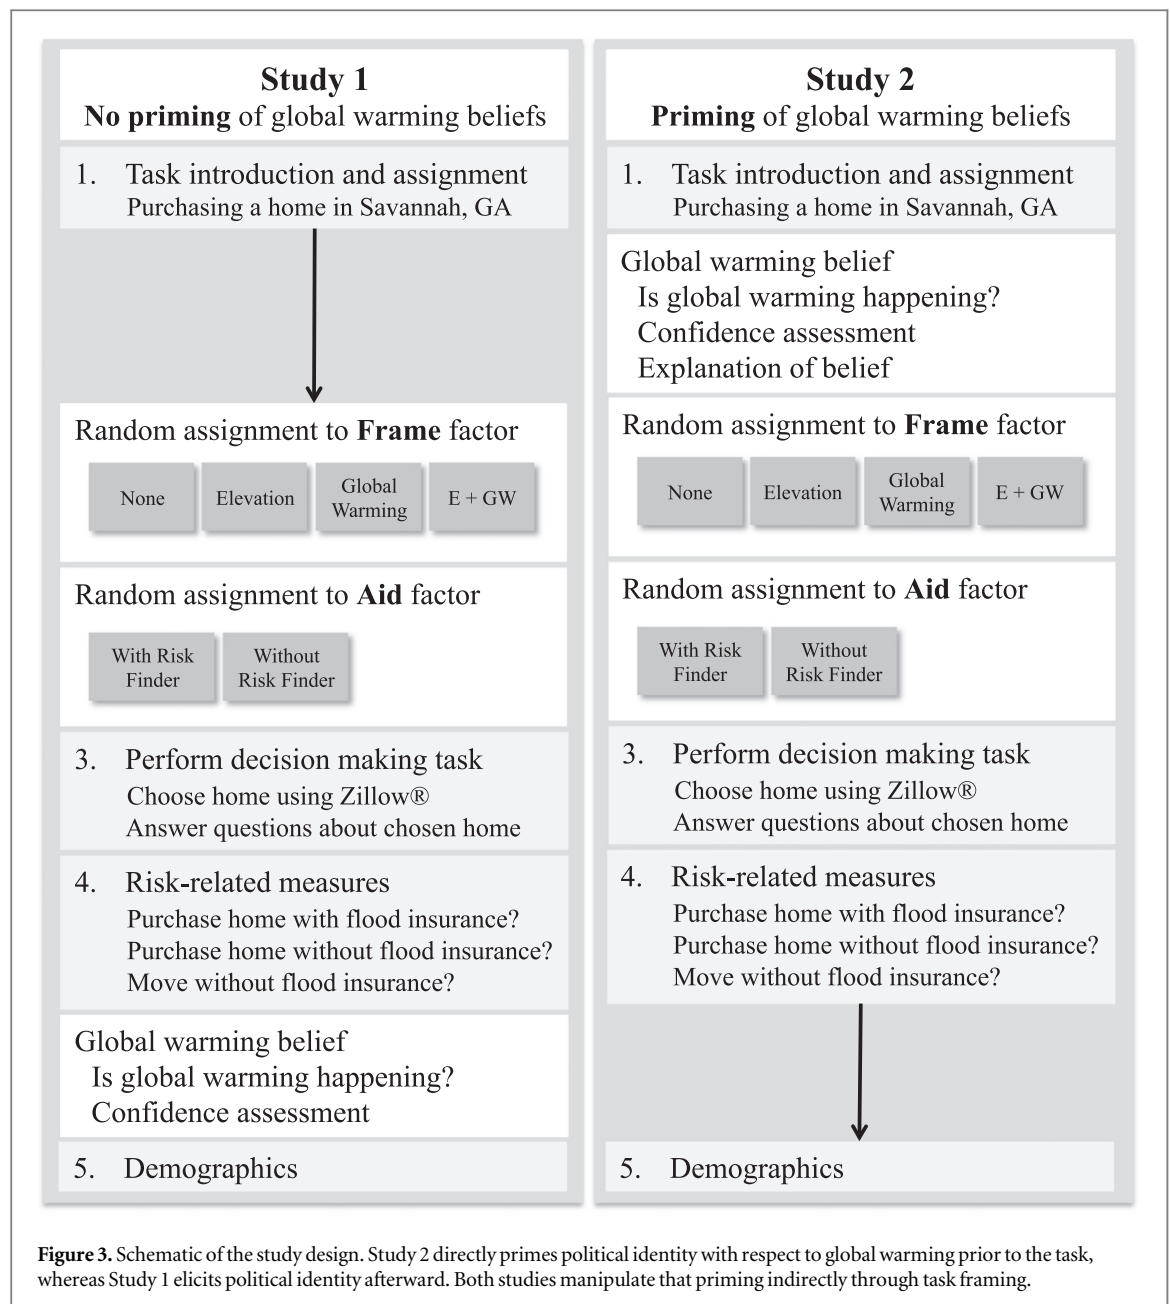 Study 1
No priming of global warming beliefs
1. Task introduction and assignment
Purchasing a home in Savannah, GA
Random assignment to Frame factor
None
Elevation
Global
Warming
E + GW
Random assignment to Aid factor
With Risk
Finder
Without
Risk Finder
3. Perform decision making task
Choose home using Zillow®
Answer questions about chosen home
4. Risk-related measures
Purchase home with flood insurance?
Purchase home without flood insurance?
Move without flood insurance?
Global warming belief
Is global warming happening?
Confidence assessment
5. Demographics
Study 2
Priming of global warming beliefs
1. Task introduction and assignment
Purchasing a home in Savannah, GA
Global warming belief
Is global warming happening?
Confidence assessment
Explanation of belief
Random assignment to Frame factor
None
Elevation
Global
Warming
E + GW
Random assignment to Aid factor
With Risk
Finder
Without
Risk Finder
3. Perform decision making task
Choose home using Zillow®
Answer questions about chosen home
4. Risk-related measures
Purchase home with flood insurance?
Purchase home without flood insurance?
Move without flood insurance?
5. Demographics
Figure 3. Schematic of the study design. Study 2 directly primes political identity with respect to global warming prior to the task,
whereas Study 1 elicits political identity afterward. Both studies manipulate that priming indirectly through task framing.